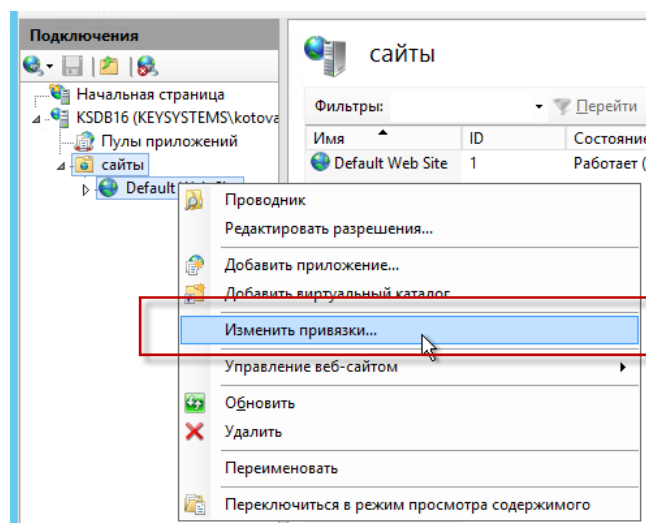 Подключения
Начальная страница
KSDB16 (KEYSYSTEMS\kotova
Пулы приложений
сайты
Default Web Site
сайты
Фильтры:
Перейти
Имя ID Состояние
Default Web Site 1 Работает (
Проводник
Редактировать разрешения...
Добавить приложение...
Добавить виртуальный каталог
Изменить привязки...
Управление веб-сайтом
Обновить
Удалить
Переименовать
Переключиться в режим просмотра содержимого